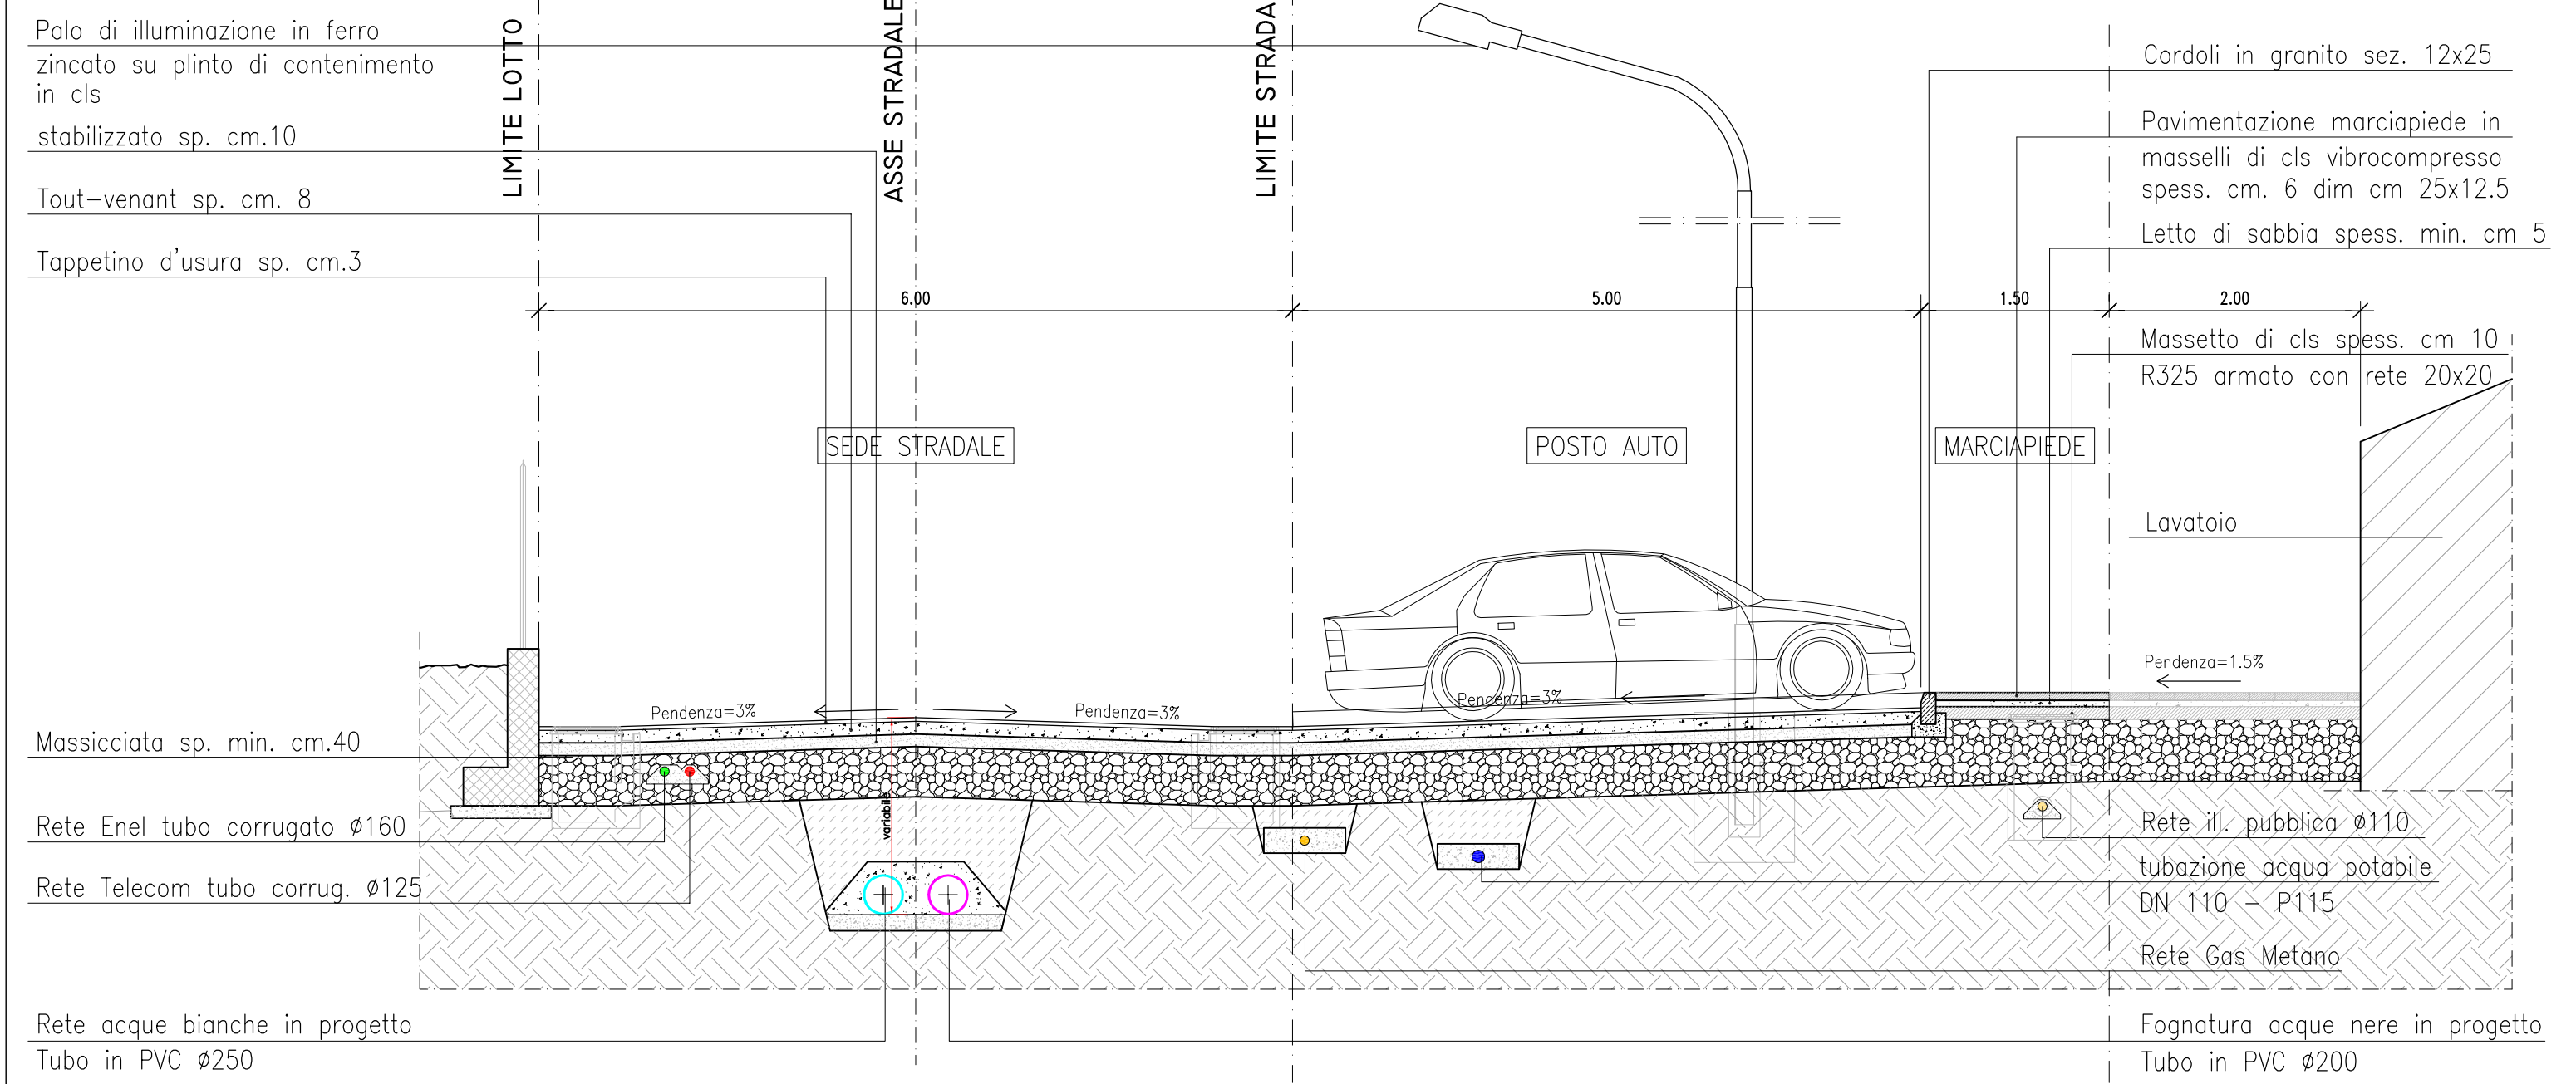 Palo di illuminazione in ferro
zincato su plinto di contenimento
in cls
stabilizzato sp. cm.10
Tout-venant sp. cm. 8
Tappetino d'usura sp. cm.3
LIMITE LOTTO
ASSE STRADALE
LIMITE STRADA
Cordoli in granito sez. 12x25
Pavimentazione marciapiede in
masselli di cls vibrocompresso
spess. cm. 6 dim cm 25x12.5
Letto di sabbia spess. min. cm 5
6.00
5.00
1.50
2.00
Massetto di cls spess. cm 10
R325 armato con rete 20x20
SEDE STRADALE
POSTO AUTO
MARCIAPIEDE
Lavatoio
Pendenza=3%
Pendenza=3%
Pendenza=3%
Pendenza=1.5%
Massicciata sp. min. cm.40
variabile
Rete Enel tubo corrugato ø160
Rete Telecom tubo corrug. ø125
Rete ill. pubblica ø110
tubazione acqua potabile
DN 110 - P115
Rete Gas Metano
Rete acque bianche in progetto
Tubo in PVC ø250
Fognatura acque nere in progetto
Tubo in PVC ø200